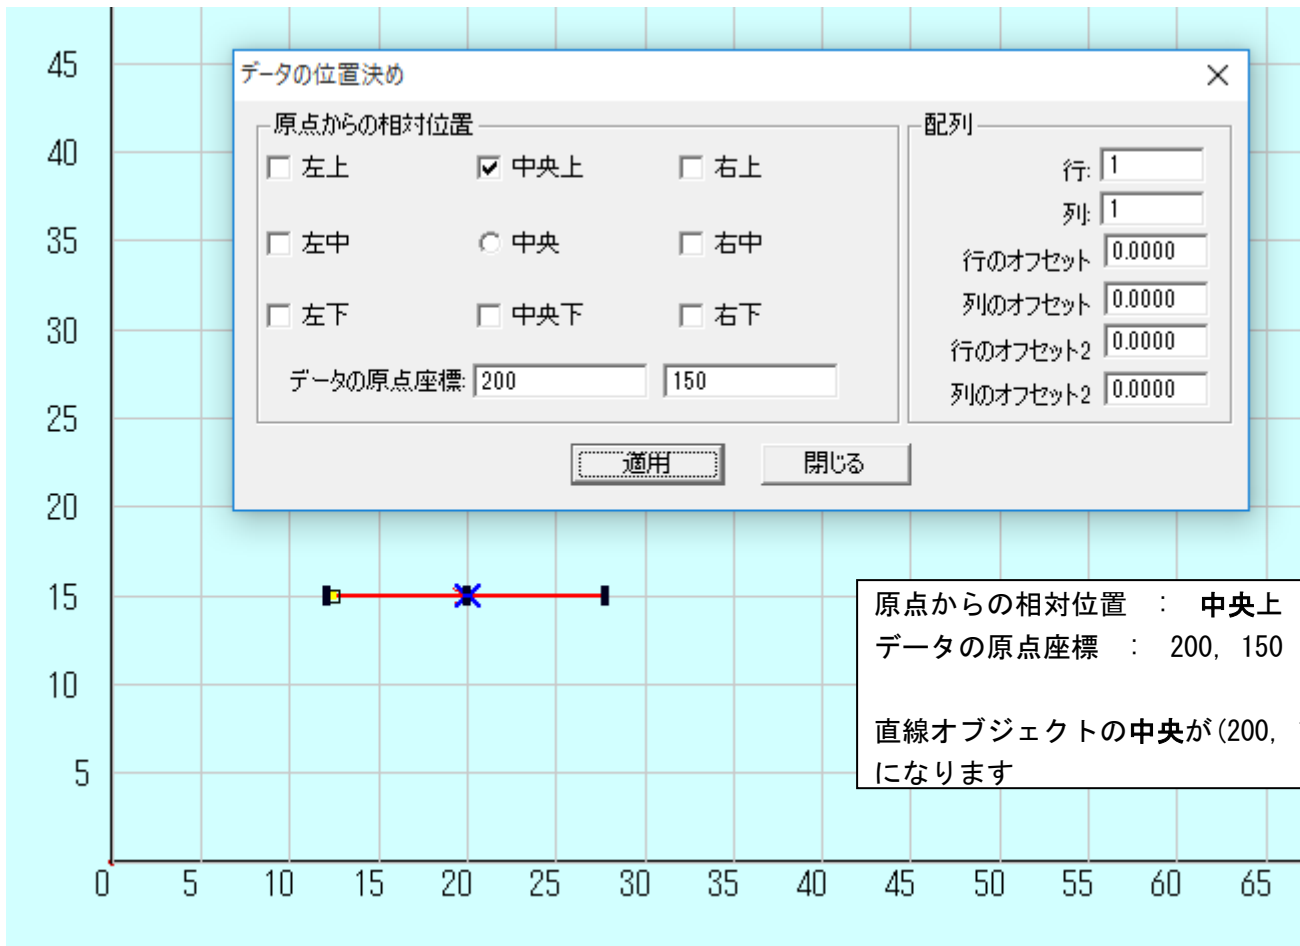 45
40
35
30
25
20
15
10
5
0 5 10 15 20 25 30 35 40 45 50 55 60 65
データの位置決め
原点からの相対位置
左上 中央上 右上
左中 中央 右中
左下 中央下 右下
データの原点座標: 200 150
配列
行: 1
列: 1
行のオフセット 0.0000
列のオフセット 0.0000
行のオフセット2 0.0000
列のオフセット2 0.0000
適用 閉じる
原点からの相対位置 : 中央上
データの原点座標 : 200, 150
直線オブジェクトの中央が(200,
になります